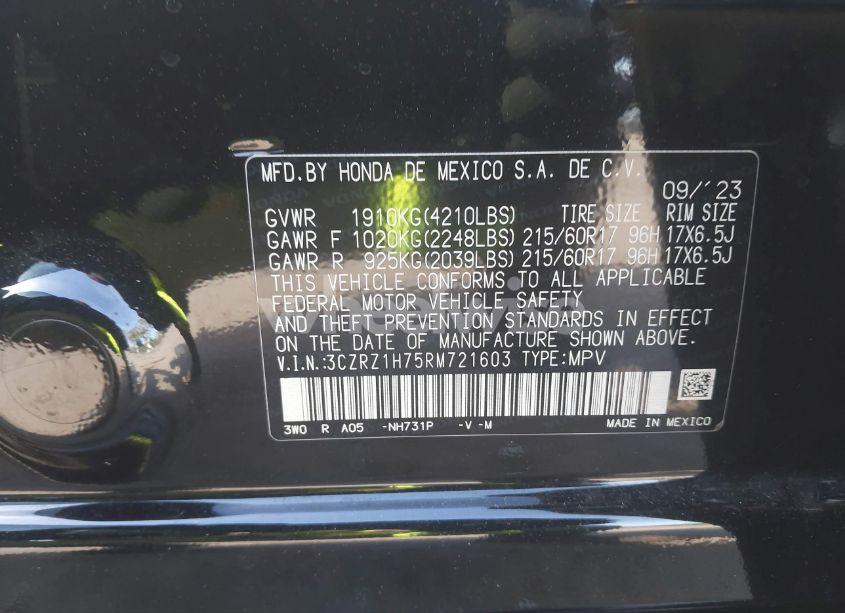 MFD.BY HONDA DE MEXICO S.A. DE C.V.
09/´23
GVWR 1910KG(4210LBS) TIRE SIZE RIM SIZE
GAWR F 1020KG(2248LBS) 215/60R17 96H 17X6.5J
GAWR R 925KG(2039LBS) 215/60R17 96H 17X6.5J
THIS VEHICLE CONFORMS TO ALL APPLICABLE
FEDERAL MOTOR VEHICLE SAFETY
AND THEFT PREVENTION STANDARDS IN EFFECT
ON THE DATE OF MANUFACTURE SHOWN ABOVE.
V.I.N.:3CZRZ1H75RM721603 TYPE:MPV
3W0 R A05 -NH731P -V -M MADE IN MEXICO